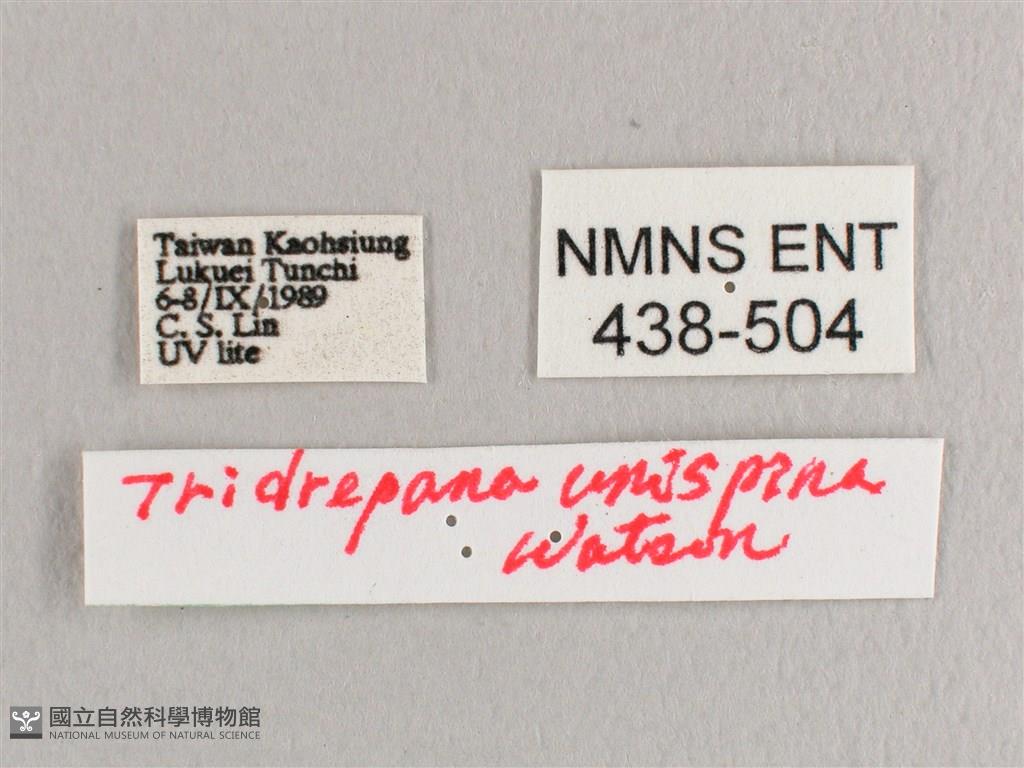 Taiwan Kaohsiung
Lukuei Tunchi
6-8/IX/1989
C. S. Lin
UV lite
NMNS ENT
438-504
Tridrepana unispina
Watson
國立自然科學博物館
NATIONAL MUSEUM OF NATURAL SCIENCE